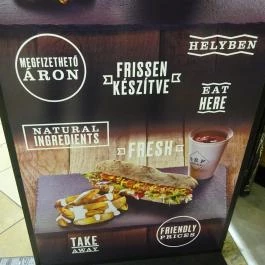 MEGFIZETHETŐ
ÁRON
FRISSEN
KÉSZÍTVE
HELYBEN
EAT
HERE
NATURAL
INGREDIENTS
FRESH
TAKE
AWAY
FRIENDLY
PRICES